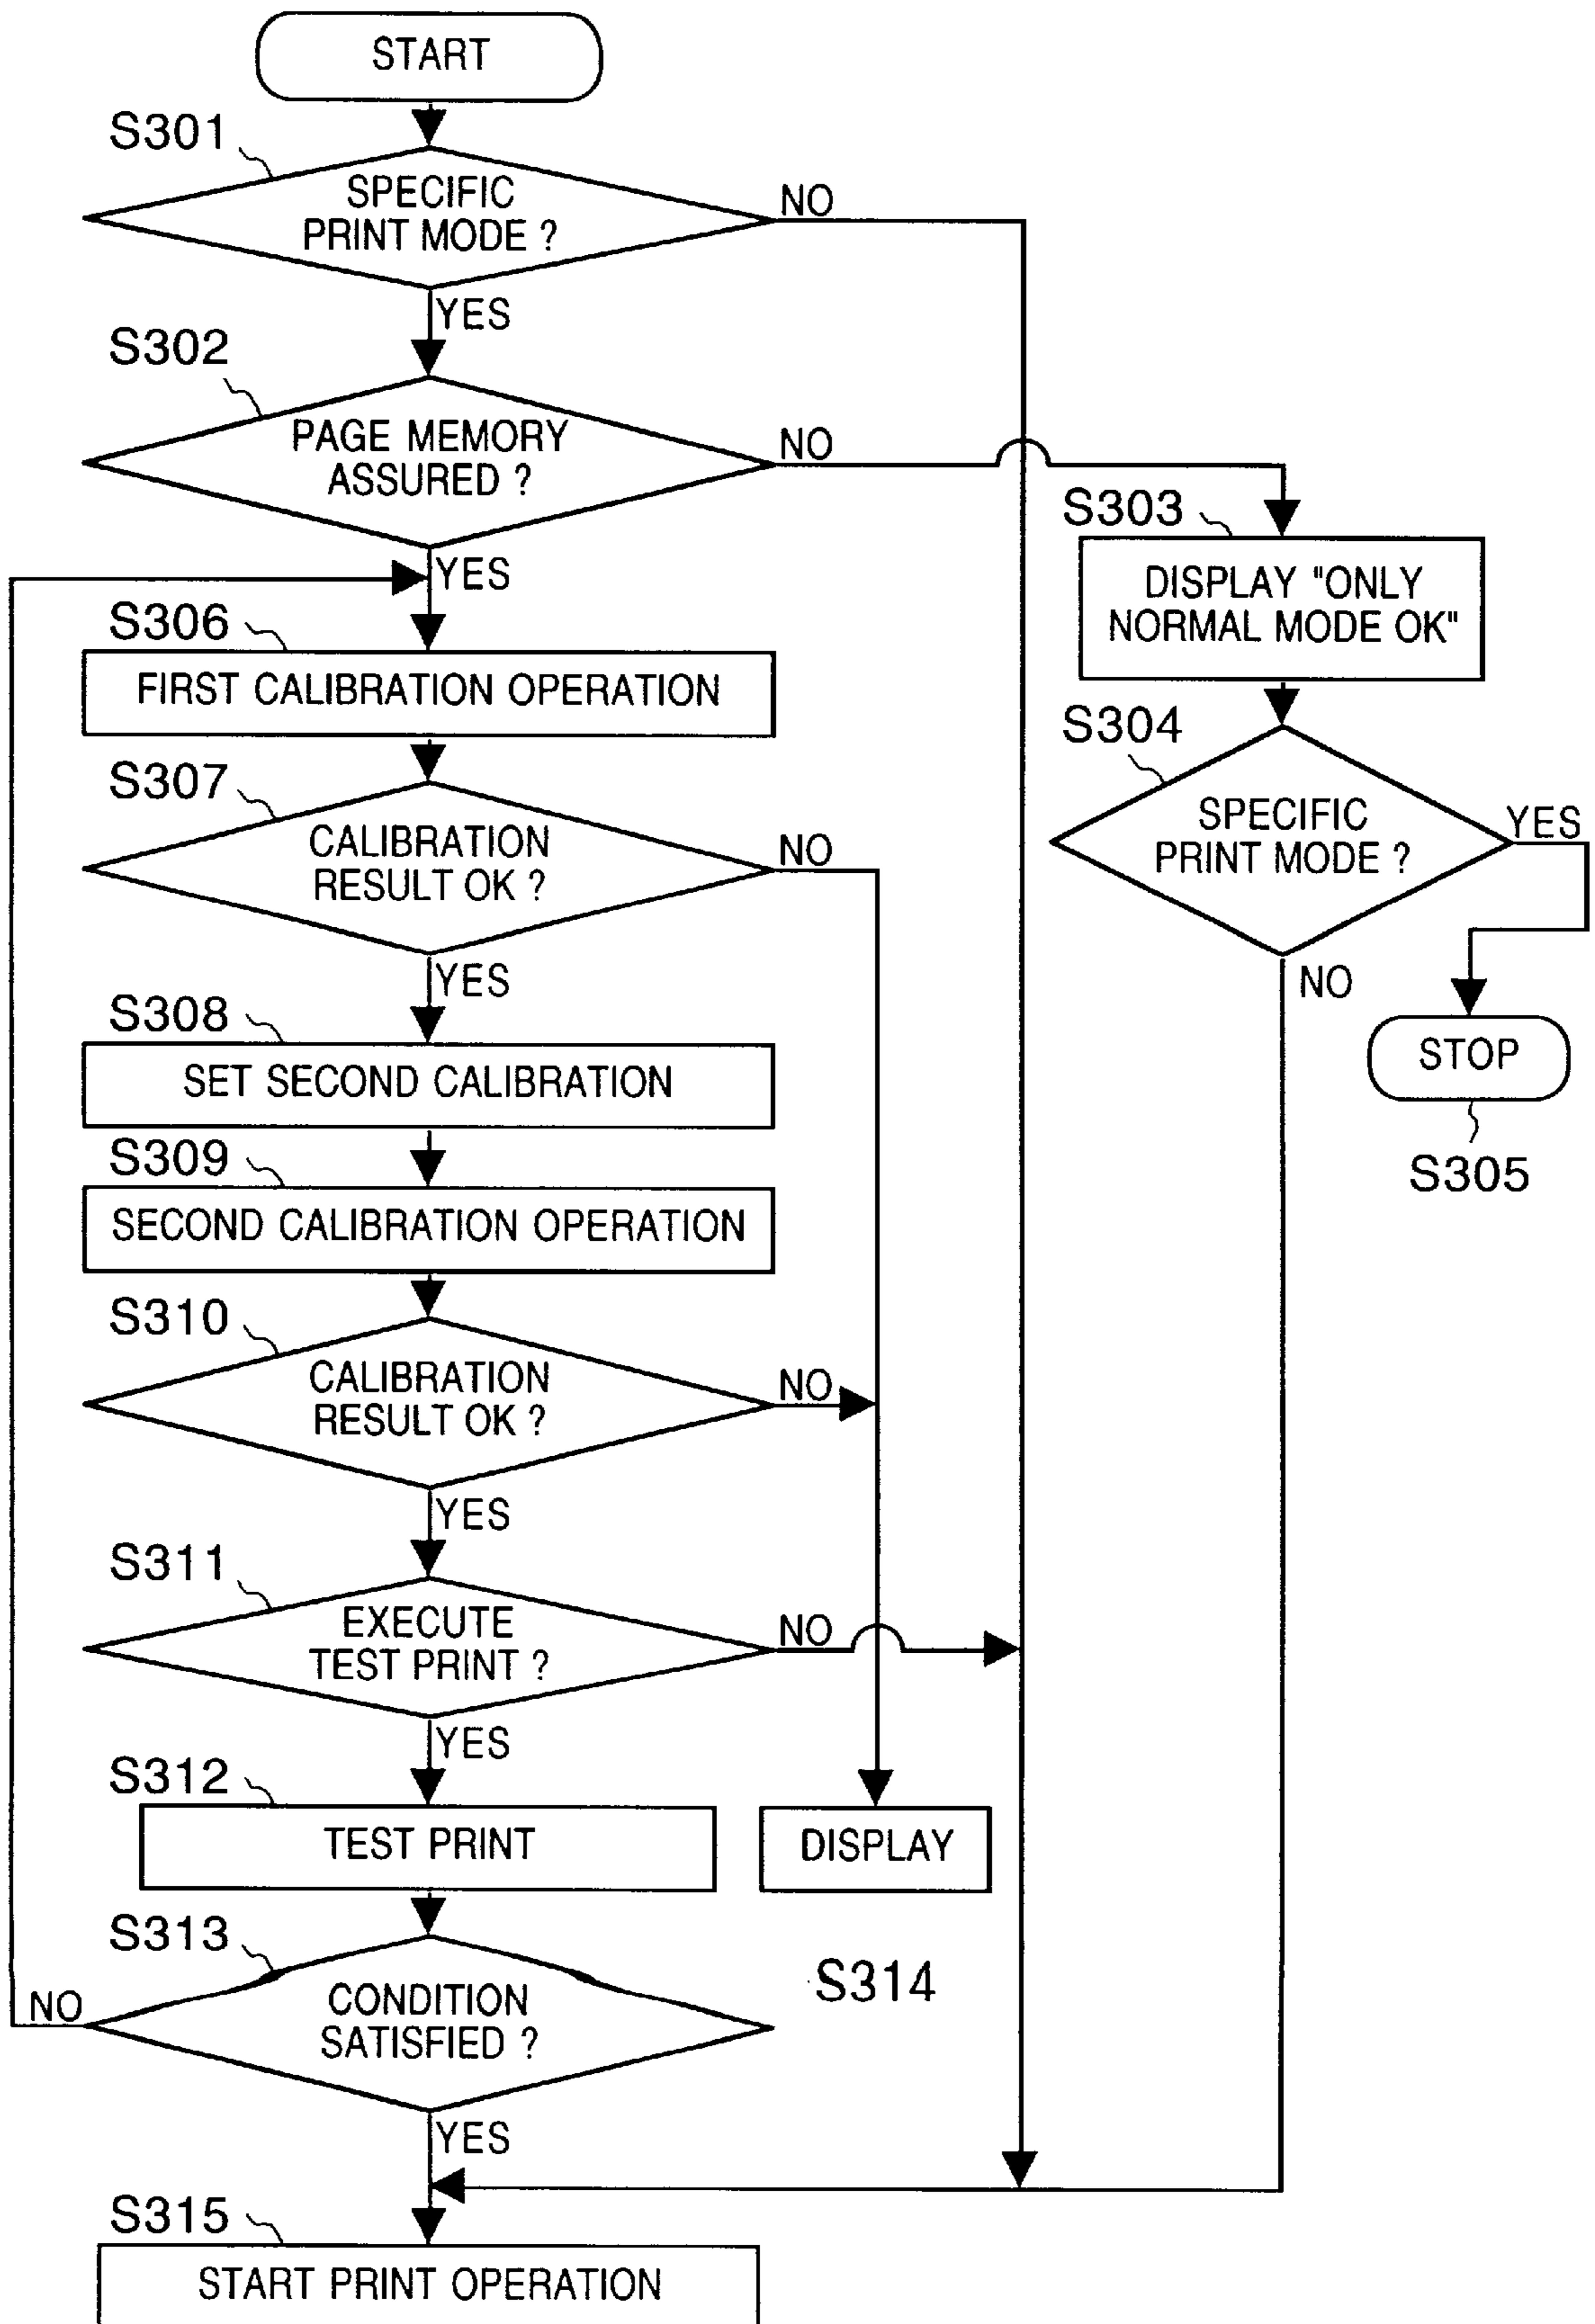 START
S301
SPECIFIC
PRINT MODE ?
NO
YES
S302
PAGE MEMORY
ASSURED ?
NO
YES
S303
DISPLAY "ONLY
NORMAL MODE OK"
S304
SPECIFIC
PRINT MODE ?
YES
NO
STOP
S305
S306
FIRST CALIBRATION OPERATION
S307
CALIBRATION
RESULT OK ?
NO
YES
S308
SET SECOND CALIBRATION
S309
SECOND CALIBRATION OPERATION
S310
CALIBRATION
RESULT OK ?
NO
YES
S311
EXECUTE
TEST PRINT ?
NO
YES
S312
TEST PRINT
DISPLAY
S314
S313
CONDITION
SATISFIED ?
NO
YES
S315
START PRINT OPERATION